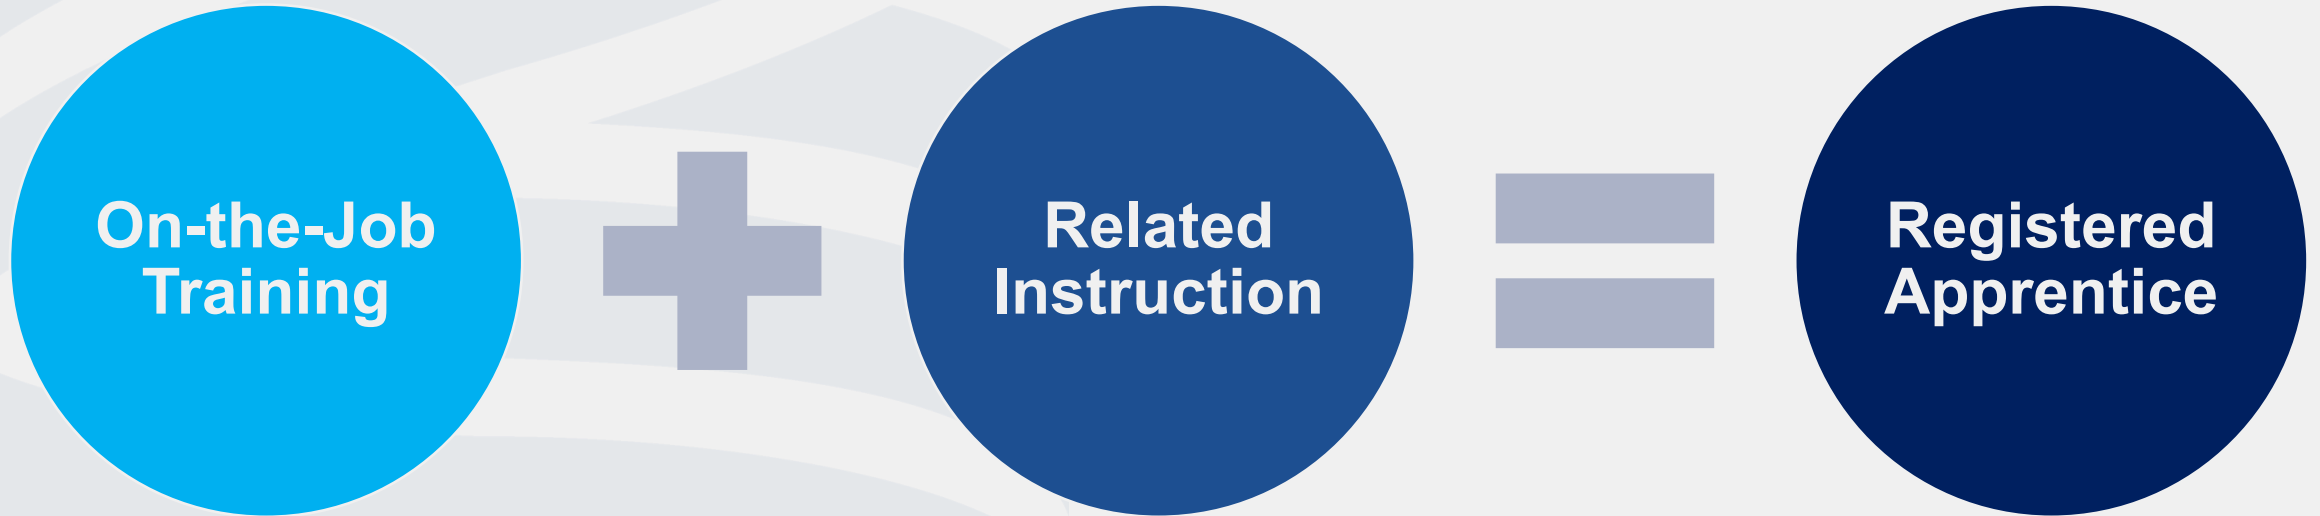 On-the-Job
Training
Related
Instruction
Registered
Apprentice